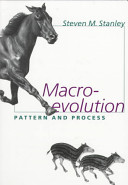 Steven M. Stanley
Macro-
evolution
PATTERN AND PROCESS